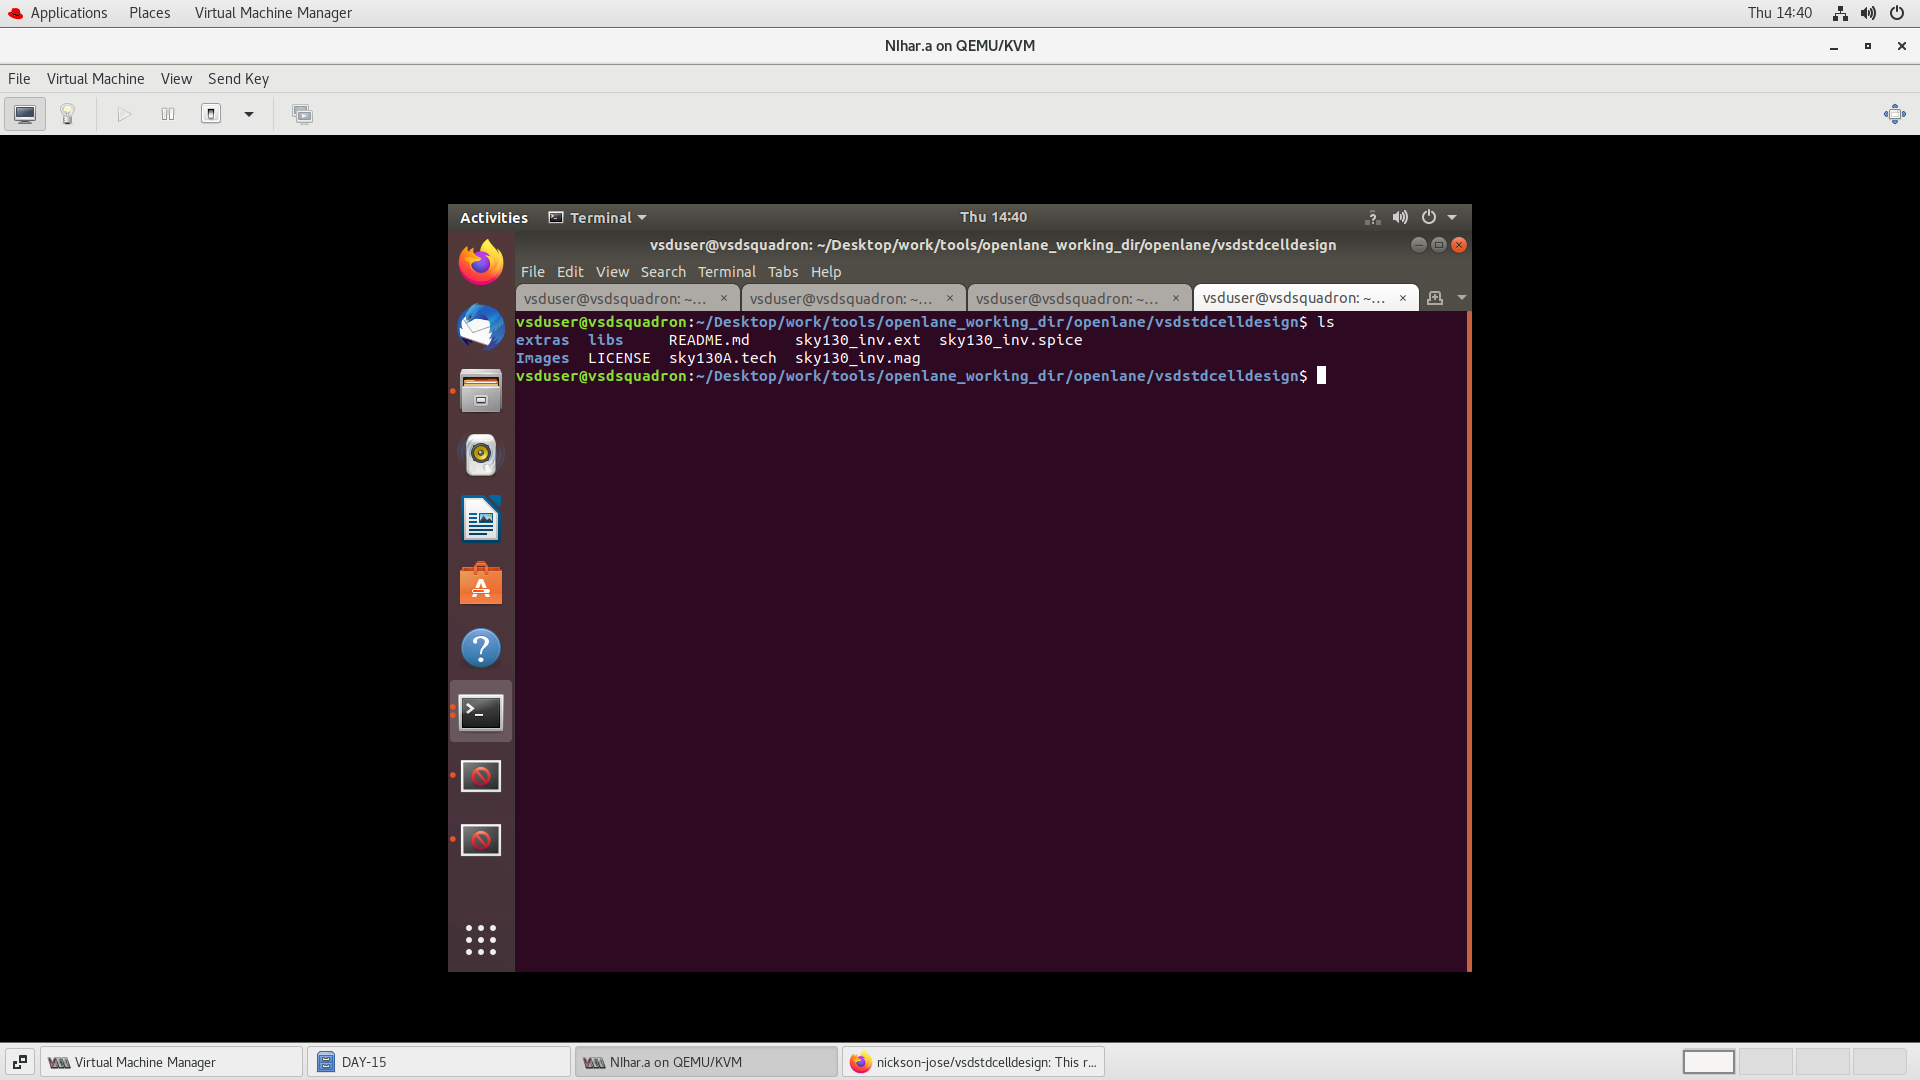 Applications Places Virtual Machine Manager Thu 14:40
NIhar.a on QEMU/KVM
File Virtual Machine View Send Key
Activities Terminal Thu 14:40
vsduser@vsdsquadron: ~/Desktop/work/tools/openlane_working_dir/openlane/vsdstdcelldesign
File Edit View Search Terminal Tabs Help
vsduser@vsdsquadron: ~... vsduser@vsdsquadron: ~... vsduser@vsdsquadron: ~... vsduser@vsdsquadron: ~...
vsduser@vsdsquadron:~/Desktop/work/tools/openlane_working_dir/openlane/vsdstdcelldesign$ ls
extras libs README.md sky130_inv.ext sky130_inv.spice
Images LICENSE sky130A.tech sky130_inv.mag
vsduser@vsdsquadron:~/Desktop/work/tools/openlane_working_dir/openlane/vsdstdcelldesign$
Virtual Machine Manager DAY-15 NIhar.a on QEMU/KVM nickson-jose/vsdstdcelldesign: This r...